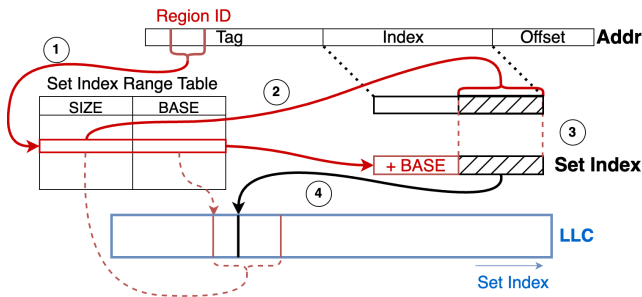 Region ID
Tag Index Offset Addr
1
Set Index Range Table
2
SIZE BASE
3
+ BASE Set Index
4
LLC
Set Index